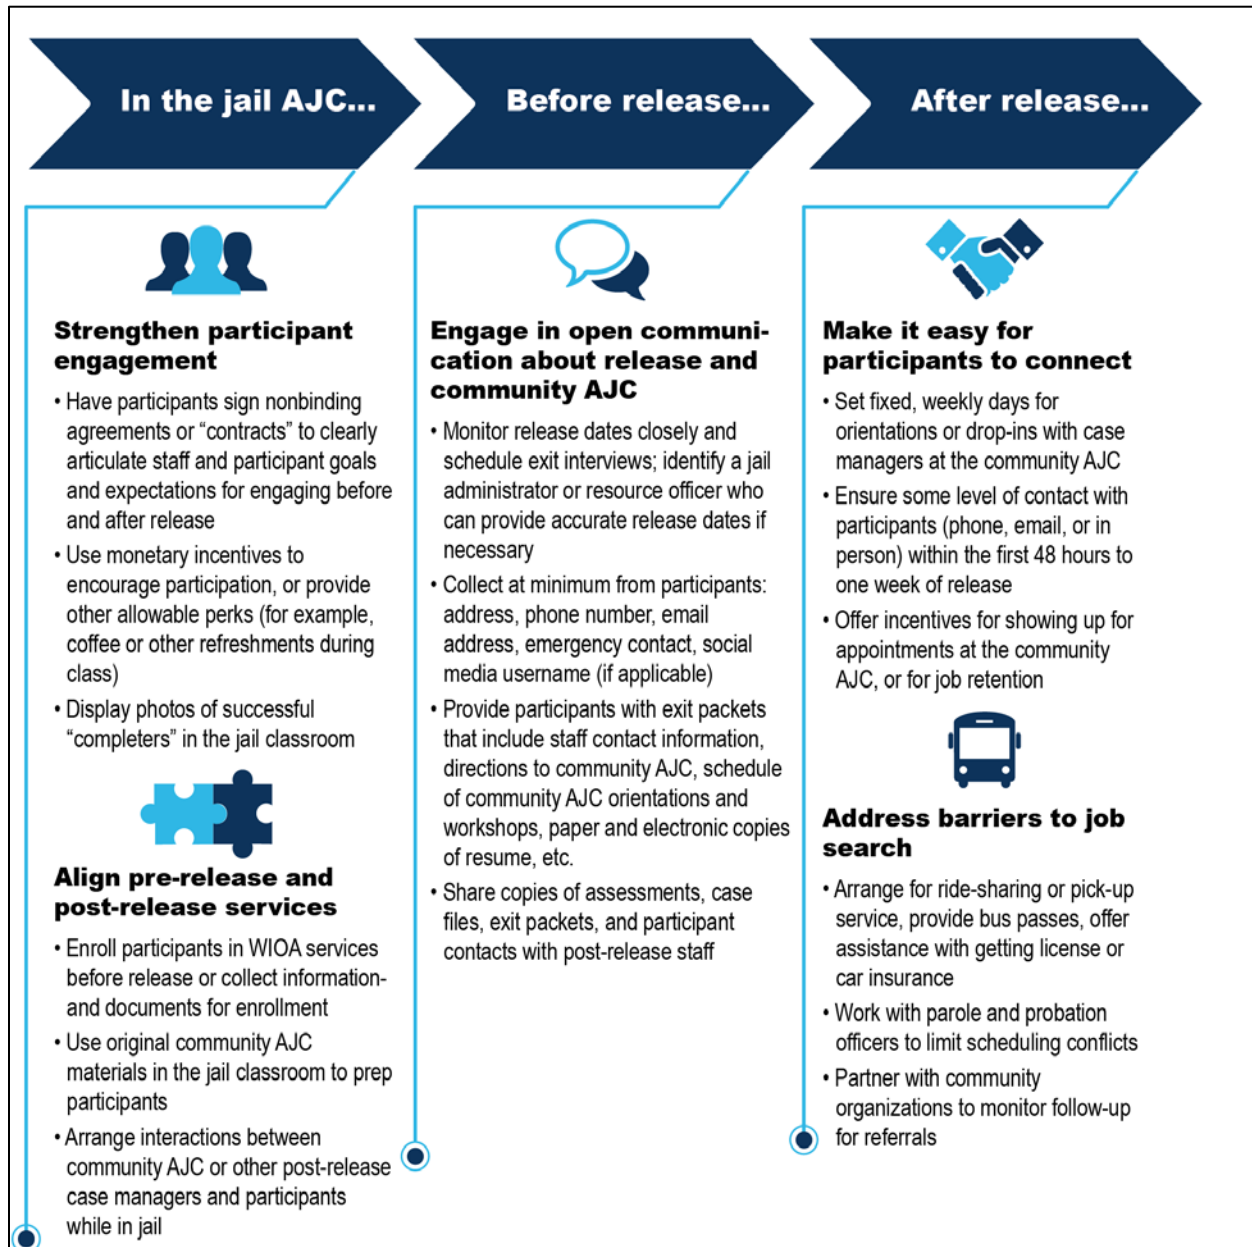 In the jail AJC...
Before release...
After release...
Strengthen participant
engagement
• Have participants sign nonbinding
agreements or “contracts” to clearly
articulate staff and participant goals
and expectations for engaging before
and after release
• Use monetary incentives to
encourage participation, or provide
other allowable perks (for example,
coffee or other refreshments during
class)
• Display photos of successful
“completers” in the jail classroom
Align pre-release and
post-release services
• Enroll participants in WIOA services
before release or collect information-
and documents for enrollment
• Use original community AJC
materials in the jail classroom to prep
participants
• Arrange interactions between
community AJC or other post-release
case managers and participants
while in jail
Engage in open communi-
cation about release and
community AJC
• Monitor release dates closely and
schedule exit interviews; identify a jail
administrator or resource officer who
can provide accurate release dates if
necessary
• Collect at minimum from participants:
address, phone number, email
address, emergency contact, social
media username (if applicable)
• Provide participants with exit packets
that include staff contact information,
directions to community AJC, schedule
of community AJC orientations and
workshops, paper and electronic copies
of resume, etc.
• Share copies of assessments, case
files, exit packets, and participant
contacts with post-release staff
Make it easy for
participants to connect
• Set fixed, weekly days for
orientations or drop-ins with case
managers at the community AJC
• Ensure some level of contact with
participants (phone, email, or in
person) within the first 48 hours to
one week of release
• Offer incentives for showing up for
appointments at the community
AJC, or for job retention
Address barriers to job
search
• Arrange for ride-sharing or pick-up
service, provide bus passes, offer
assistance with getting license or
car insurance
• Work with parole and probation
officers to limit scheduling conflicts
• Partner with community
organizations to monitor follow-up
for referrals